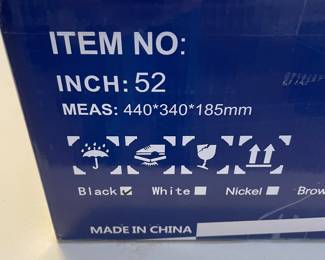 ITEM NO:
INCH: 52
MEAS: 440*340*185mm
Black White Nickel Brow
MADE IN CHINA